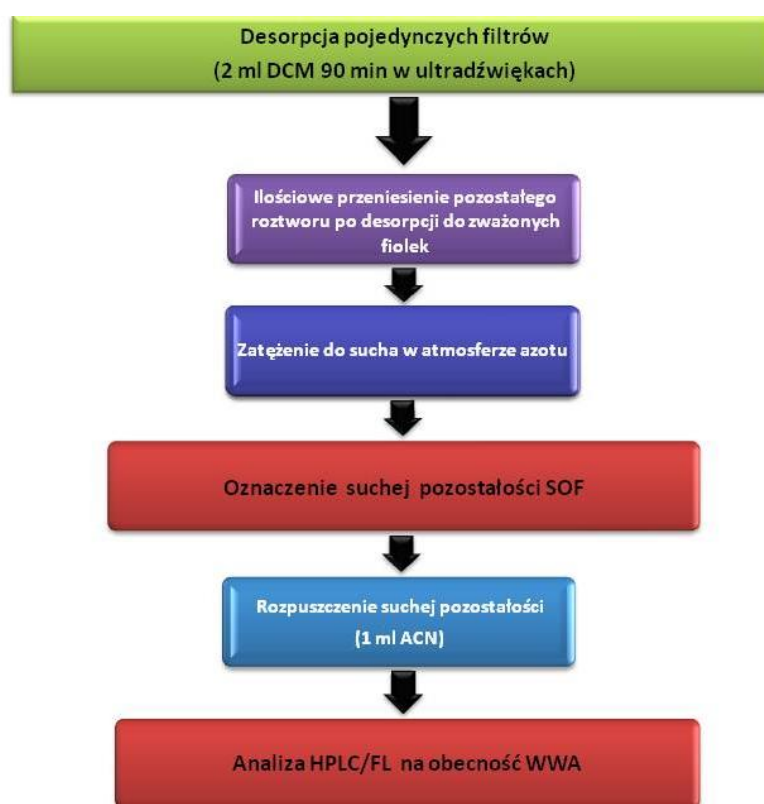 Desorpcja pojedynczych filtrów
(2 ml DCM 90 min w ultradźwiękach)
Ilościowe przeniesienie pozostałego
roztworu po desorpcji do zważonych
fiolek
Zatężenie do sucha w atmosferze azotu
Oznaczenie suchej pozostałości SOF
Rozpuszczenie suchej pozostałości
(1 ml ACN)
Analiza HPLC/FL na obecność WWA